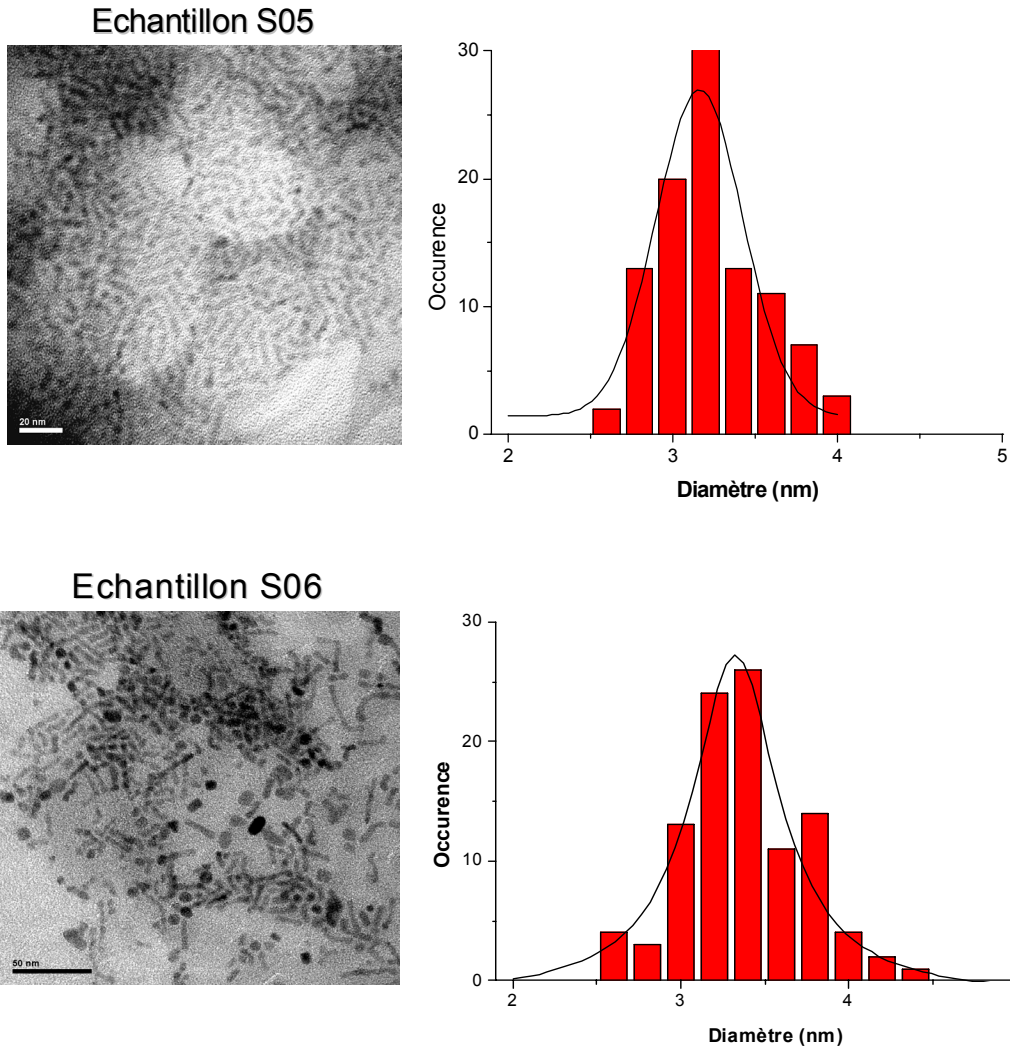 Echantillon S05
20 nm
30
20
10
0
Occurence
2 3 4 5
Diamètre (nm)
Echantillon S06
50 nm
30
20
10
0
Occurence
2 3 4
Diamètre (nm)